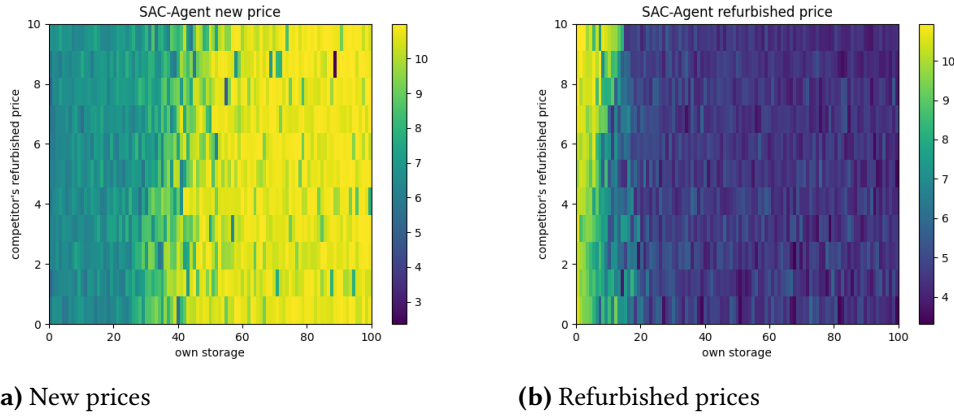 SAC-Agent new price
competitor's refurbished price
10
8
6
4
2
0
0 20 40 60 80 100
own storage
10
9
8
7
6
5
4
3
SAC-Agent refurbished price
competitor's refurbished price
10
8
6
4
2
0
0 20 40 60 80 100
own storage
10
9
8
7
6
5
4
a) New prices
(b) Refurbished prices